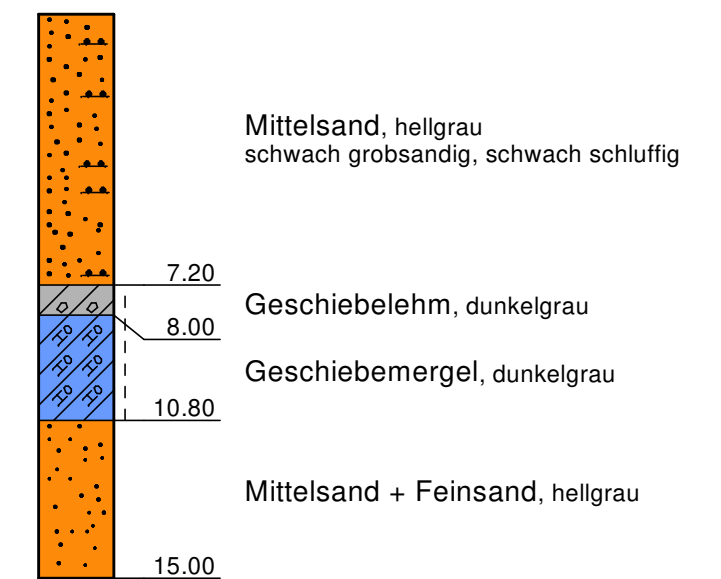 Mittelsand, hellgrau
schwach grobsandig, schwach schluffig
7.20
Geschiebelehm, dunkelgrau
8.00
Geschiebemergel, dunkelgrau
10.80
Mittelsand + Feinsand, hellgrau
15.00